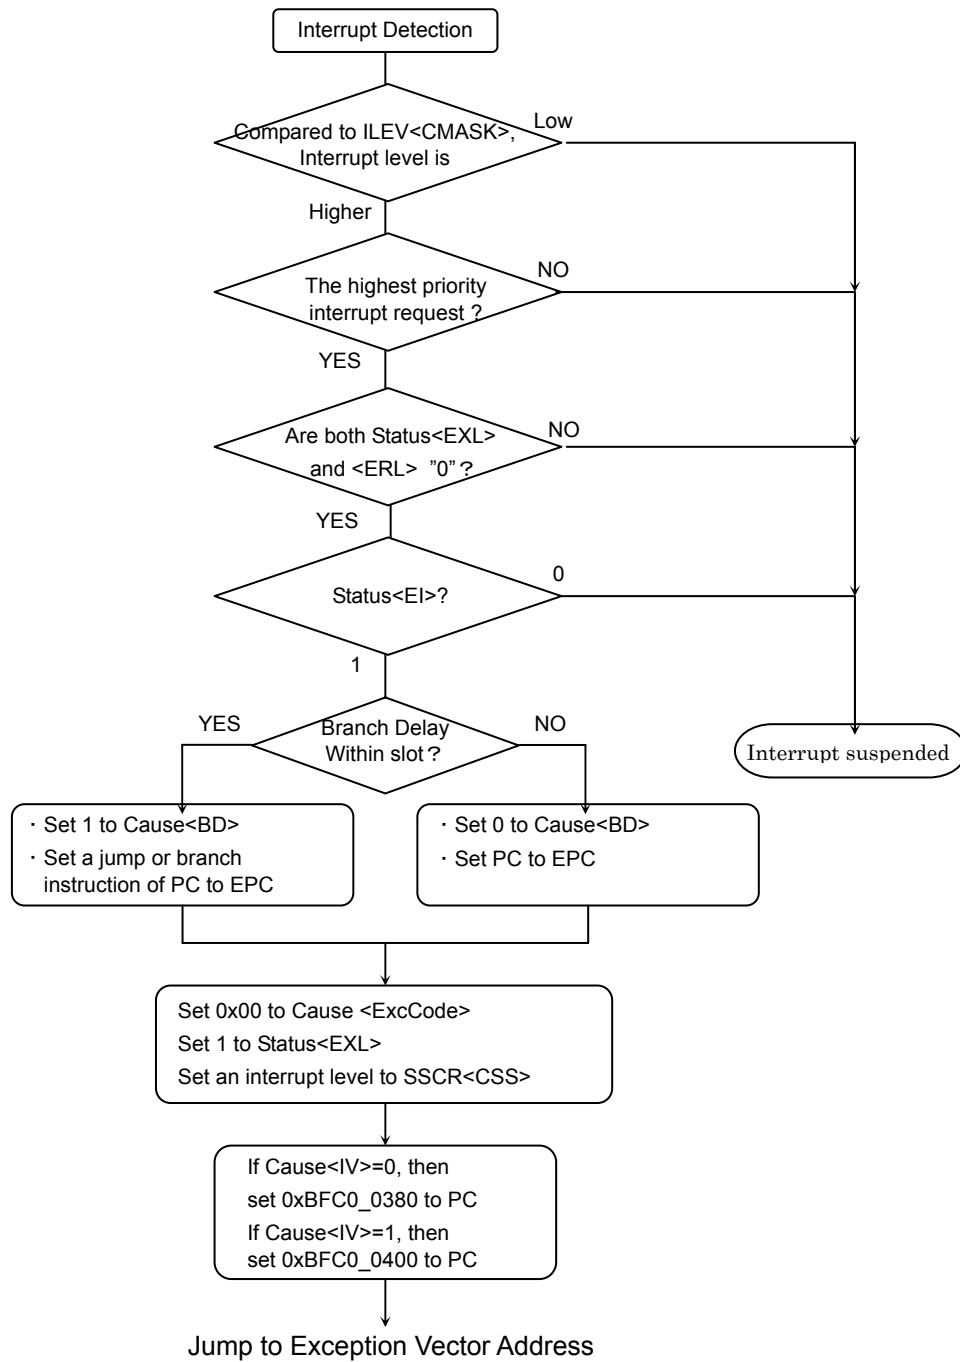 Interrupt Detection
Compared to ILEV<CMASK>,
Interrupt level is
Low
Higher
The highest priority
interrupt request ?
NO
YES
Are both Status<EXL>
and <ERL> ”0”?
NO
YES
Status<EI>?
0
1
Branch Delay
Within slot?
YES
NO
Interrupt suspended
・Set 1 to Cause<BD>
・Set a jump or branch
instruction of PC to EPC
・Set 0 to Cause<BD>
・Set PC to EPC
Set 0x00 to Cause <ExcCode>
Set 1 to Status<EXL>
Set an interrupt level to SSCR<CSS>
If Cause<IV>=0, then
set 0xBFC0_0380 to PC
If Cause<IV>=1, then
set 0xBFC0_0400 to PC
Jump to Exception Vector Address